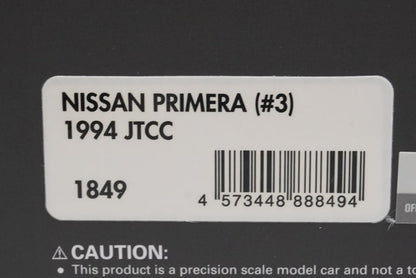 NISSAN PRIMERA (#3)
1994 JTCC
1849
4 573448 888494
⚠CAUTION:
• This product is a precision scale model car and not a